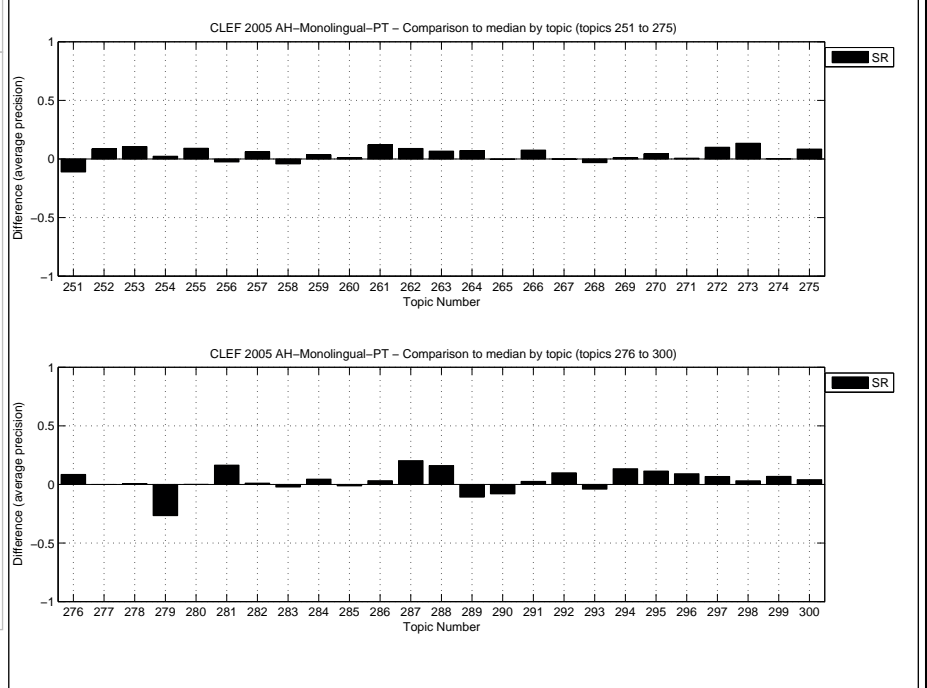 CLEF 2005 AH−Monolingual−PT − Comparison to median by topic (topics 251 to 275)
1
SR
0.5
0
−0.5
−1
Difference (average precision)
251 252 253 254 255 256 257 258 259 260 261 262 263 264 265 266 267 268 269 270 271 272 273 274 275
Topic Number
CLEF 2005 AH−Monolingual−PT − Comparison to median by topic (topics 276 to 300)
1
SR
0.5
0
−0.5
−1
Difference (average precision)
276 277 278 279 280 281 282 283 284 285 286 287 288 289 290 291 292 293 294 295 296 297 298 299 300
Topic Number